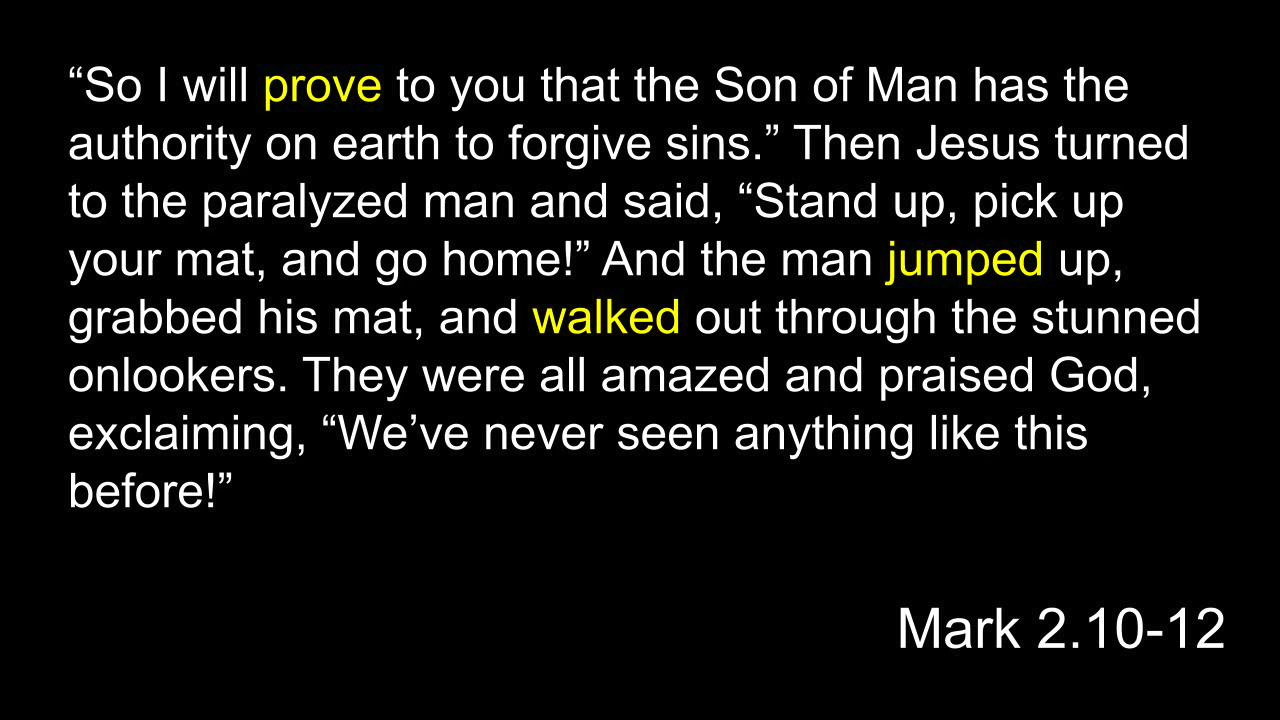 “So I will prove to you that the Son of Man has the
authority on earth to forgive sins.” Then Jesus turned
to the paralyzed man and said, “Stand up, pick up
your mat, and go home!” And the man jumped up,
grabbed his mat, and walked out through the stunned
onlookers. They were all amazed and praised God,
exclaiming, “We’ve never seen anything like this
before!”
Mark 2.10-12